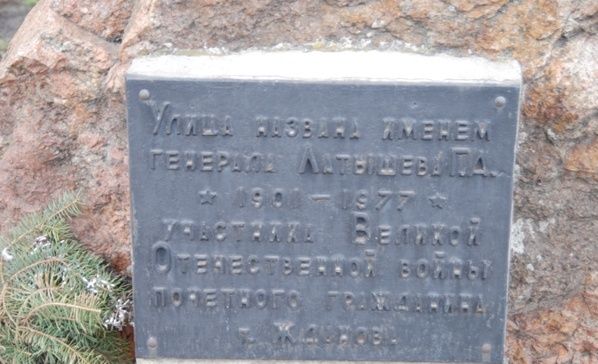 Улица названа именем
генерала Латышева Г.А.
★ 1901 – 1977 ★
участника Великой
Отечественной войны
почетного гражданина
г. Жданова